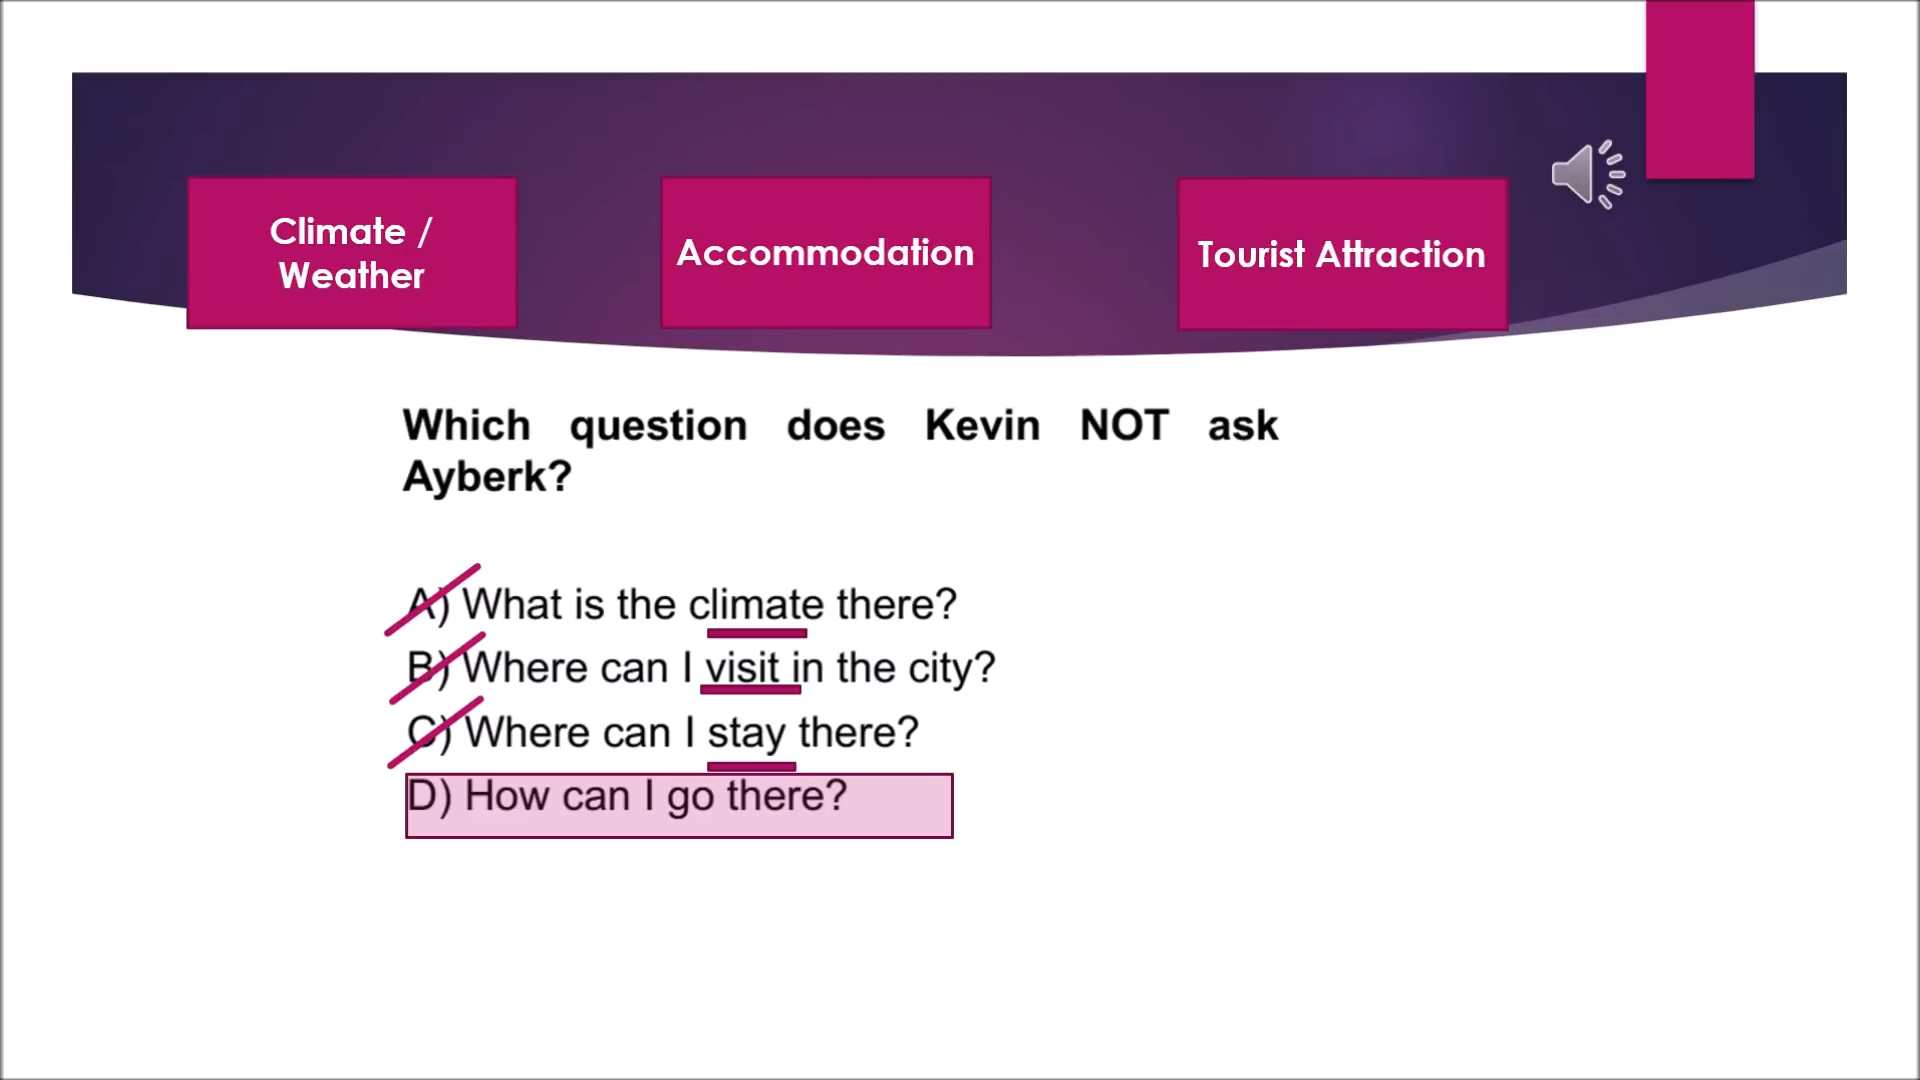 Climate /
Weather
Accommodation
Tourist Attraction
Which question does Kevin NOT ask
Ayberk?
A) What is the climate there?
B) Where can I visit in the city?
C) Where can I stay there?
D) How can I go there?